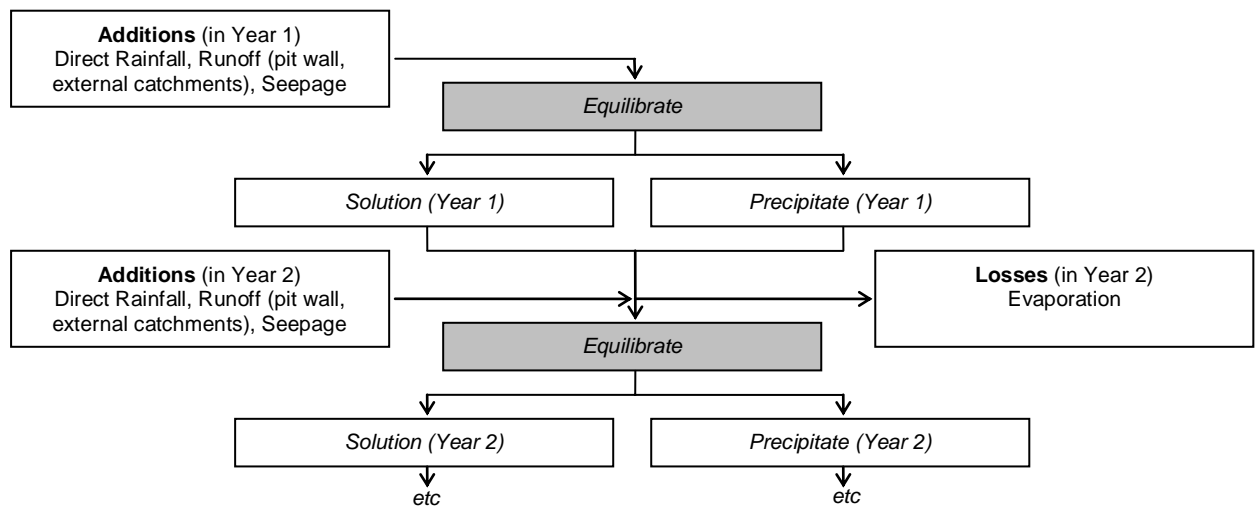 Additions (in Year 1)
Direct Rainfall, Runoff (pit wall,
external catchments), Seepage
Equilibrate
Solution (Year 1)
Precipitate (Year 1)
Additions (in Year 2)
Direct Rainfall, Runoff (pit wall,
external catchments), Seepage
Losses (in Year 2)
Evaporation
Equilibrate
Solution (Year 2)
Precipitate (Year 2)
etc
etc